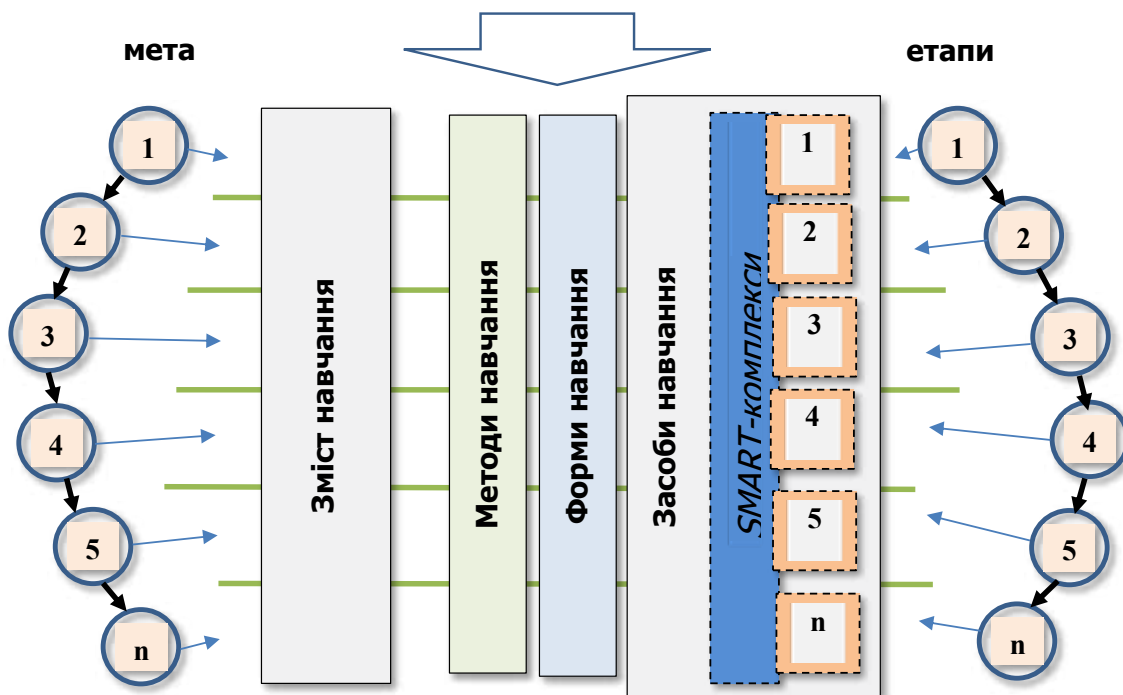 мета
етапи
1
2
3
4
5
n
Зміст навчання
Методи навчання
Форми навчання
Засоби навчання
SMART-комплекси
1
2
3
4
5
n
1
2
3
4
5
n